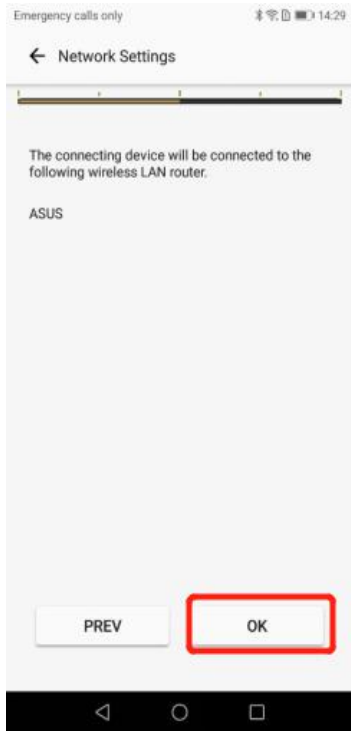 Emergency calls only 14:29
← Network Settings
The connecting device will be connected to the
following wireless LAN router.
ASUS
PREV OK